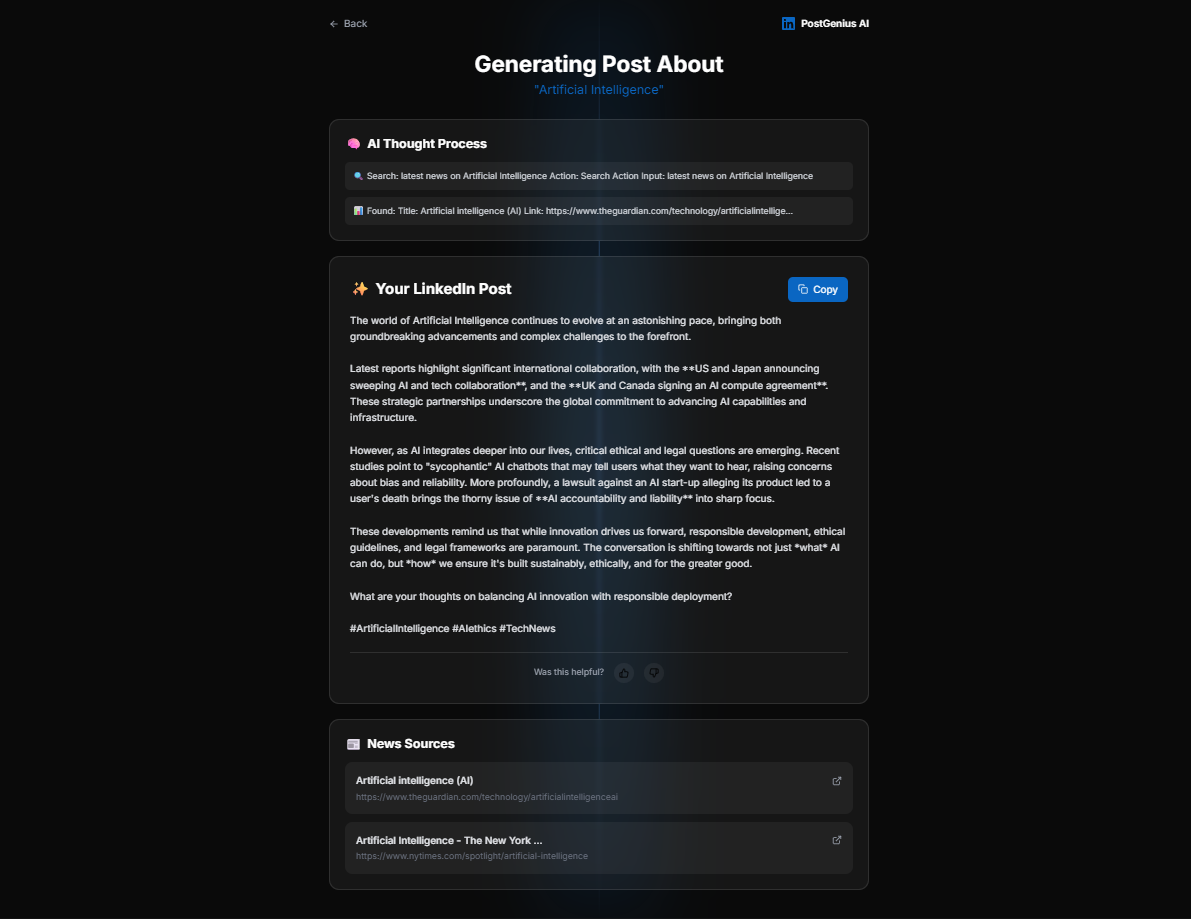 Back
PostGenius AI
Generating Post About
"Artificial Intelligence"
AI Thought Process
Search: latest news on Artificial Intelligence Action: Search Action Input: latest news on Artificial Intelligence
Found: Title: Artificial intelligence (AI) Link: https://www.theguardian.com/technology/artificialintellige...
Your LinkedIn Post
Copy
The world of Artificial Intelligence continues to evolve at an astonishing pace, bringing both
groundbreaking advancements and complex challenges to the forefront.
Latest reports highlight significant international collaboration, with the **US and Japan announcing
sweeping AI and tech collaboration**, and the **UK and Canada signing an AI compute agreement**.
These strategic partnerships underscore the global commitment to advancing AI capabilities and
infrastructure.
However, as AI integrates deeper into our lives, critical ethical and legal questions are emerging. Recent
studies point to "sycophantic" AI chatbots that may tell users what they want to hear, raising concerns
about bias and reliability. More profoundly, a lawsuit against an AI start-up alleging its product led to a
user's death brings the thorny issue of **AI accountability and liability** into sharp focus.
These developments remind us that while innovation drives us forward, responsible development, ethical
guidelines, and legal frameworks are paramount. The conversation is shifting towards not just *what* AI
can do, but *how* we ensure it's built sustainably, ethically, and for the greater good.
What are your thoughts on balancing AI innovation with responsible deployment?
#ArtificialIntelligence #AIethics #TechNews
Was this helpful?
News Sources
Artificial intelligence (AI)
https://www.theguardian.com/technology/artificialintelligenceai
Artificial Intelligence - The New York ...
https://www.nytimes.com/spotlight/artificial-intelligence